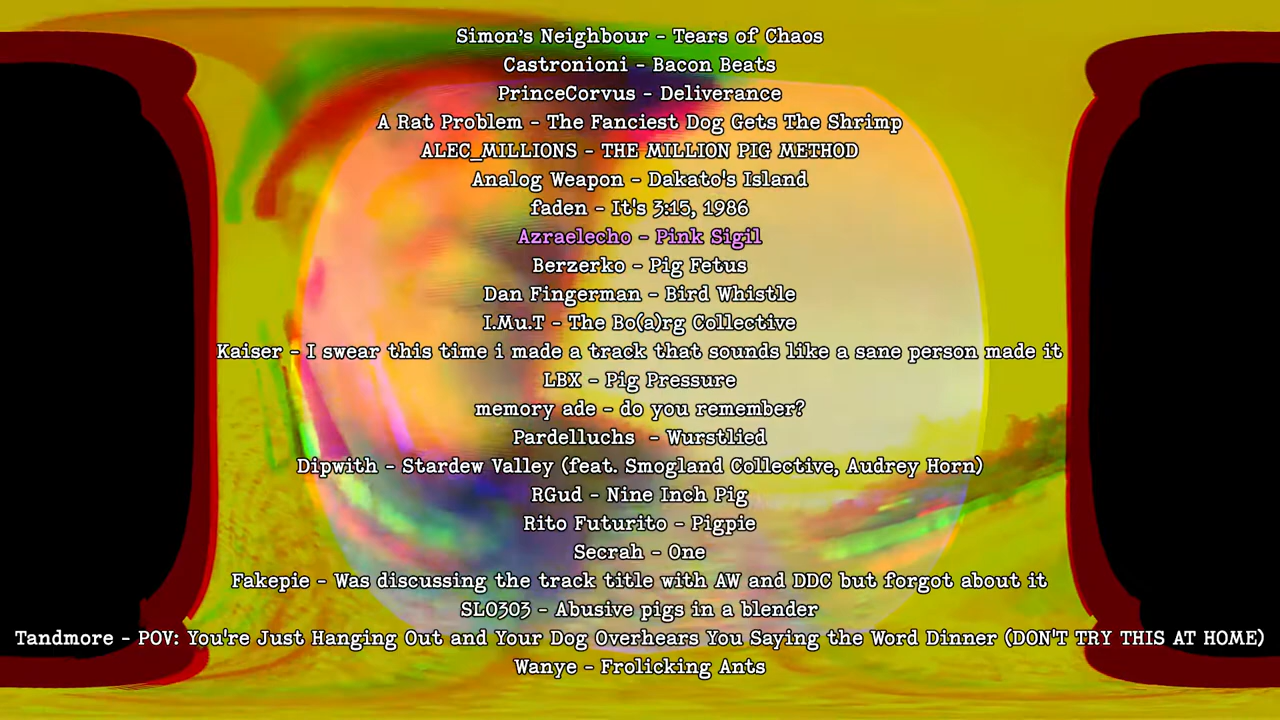 Simon's Neighbour - Tears of Chaos
Castronioni - Bacon Beats
PrinceCorvus - Deliverance
A Rat Problem - The Fanciest Dog Gets The Shrimp
ALEC_MILLIONS - THE MILLION PIG METHOD
Analog Weapon - Dakato's Island
faden - It's 3:15, 1986
Azraelecho - Pink Sigil
Berzerko - Pig Fetus
Dan Fingerman - Bird Whistle
I.Mu.T - The Bo(a)rg Collective
Kaiser - I swear this time i made a track that sounds like a sane person made it
LBX - Pig Pressure
memory ade - do you remember?
Pardelluchs - Wurstlied
Dipwith - Stardew Valley (feat. Smogland Collective, Audrey Horn)
RGud - Nine Inch Pig
Rito Futurito - Pigpie
Secrah - One
Fakepie - Was discussing the track title with AW and DDC but forgot about it
SLO303 - Abusive pigs in a blender
Tandmore - POV: You're Just Hanging Out and Your Dog Overhears You Saying the Word Dinner (DON'T TRY THIS AT HOME)
Wanye - Frolicking Ants